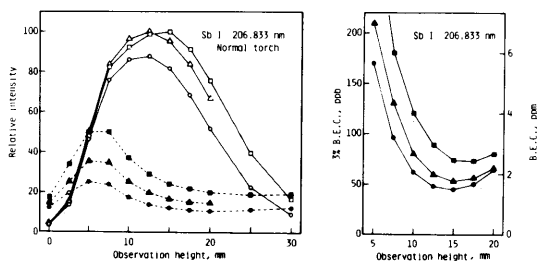 Sb I 206.833 nm
Normal torch
Relative intensity
100
80
60
40
20
0
0 10 20 30
Observation height, mm
Sb I 206.833 nm
3% B.E.C., ppb
200
150
100
50
6
4
2
0
B.E.C., ppm
5 10 15 20
Observation height, mm